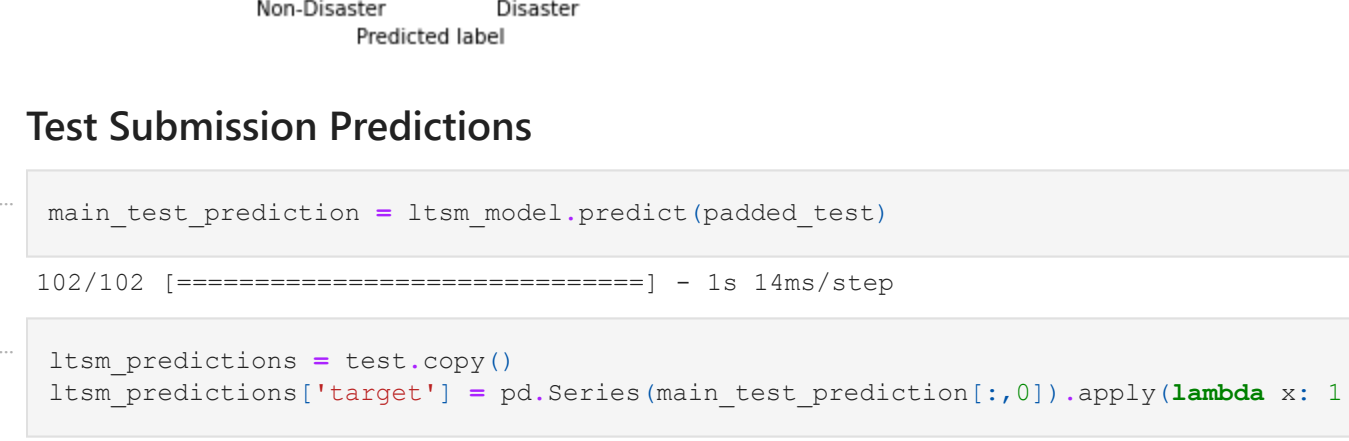 Non-Disaster Disaster
Predicted label
Test Submission Predictions
main_test_prediction = ltsm_model.predict(padded_test)
102/102 [==============================] - 1s 14ms/step
ltsm_predictions = test.copy()
ltsm_predictions['target'] = pd.Series(main_test_prediction[:,0]).apply(lambda x: 1